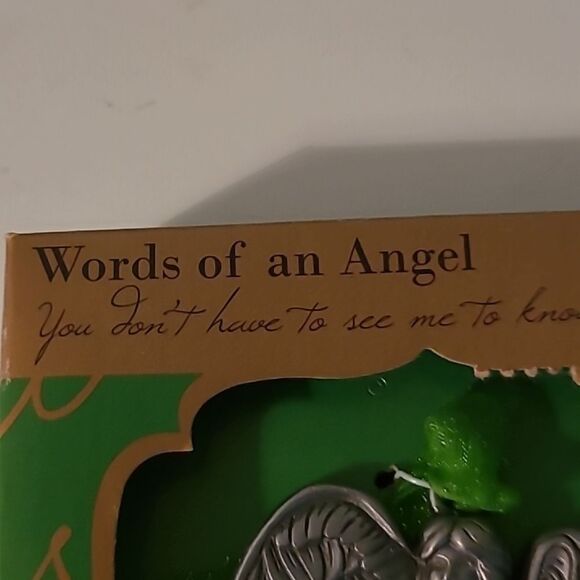 Words of an Angel
You don't have to see me to